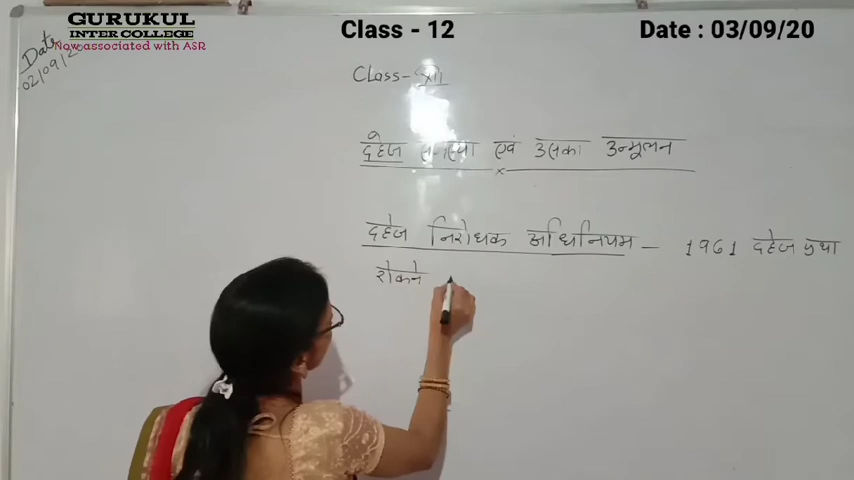 GURUKUL
INTER COLLEGE
Now associated with ASR
Class - 12
Date : 03/09/20
Date
02/09/20
Class-XII
दहेज समस्या एवं उसका उन्मूलन
दहेज निरोधक अधिनियम — 1961 दहेज प्रथा
रोकने